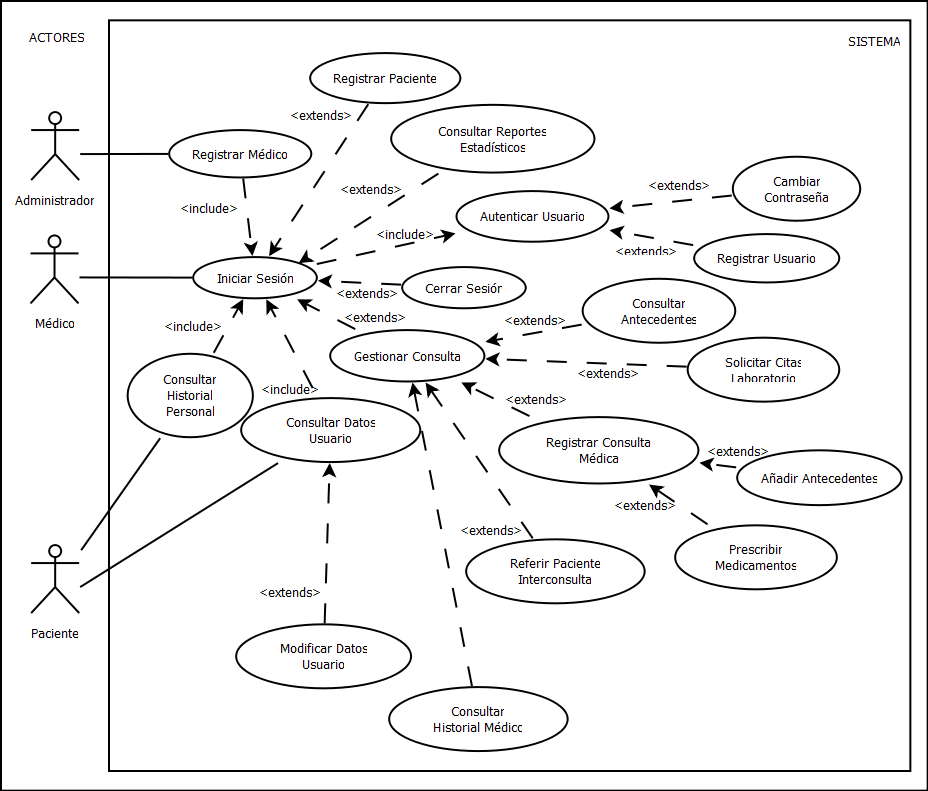 ACTORES
SISTEMA
Registrar Paciente
<extends>
Consultar Reportes
Estadísticos
Registrar Médico
Administrador
<include>
<extends>
<extends>
Cambiar
Contraseña
Autenticar Usuario
<include>
<extends>
Registrar Usuario
Médico
Iniciar Sesión
<extends>
Cerrar Sesión
Consultar
Antecedentes
<include>
<extends>
<extends>
Gestionar Consulta
Solicitar Citas
Laboratorio
<extends>
Consultar
Historial
Personal
<include>
<extends>
Consultar Datos
Usuario
Registrar Consulta
Médica
<extends>
Añadir Antecedentes
<extends>
<extends>
Prescribir
Medicamentos
Referir Paciente
Interconsulta
<extends>
Paciente
Modificar Datos
Usuario
Consultar
Historial Médico